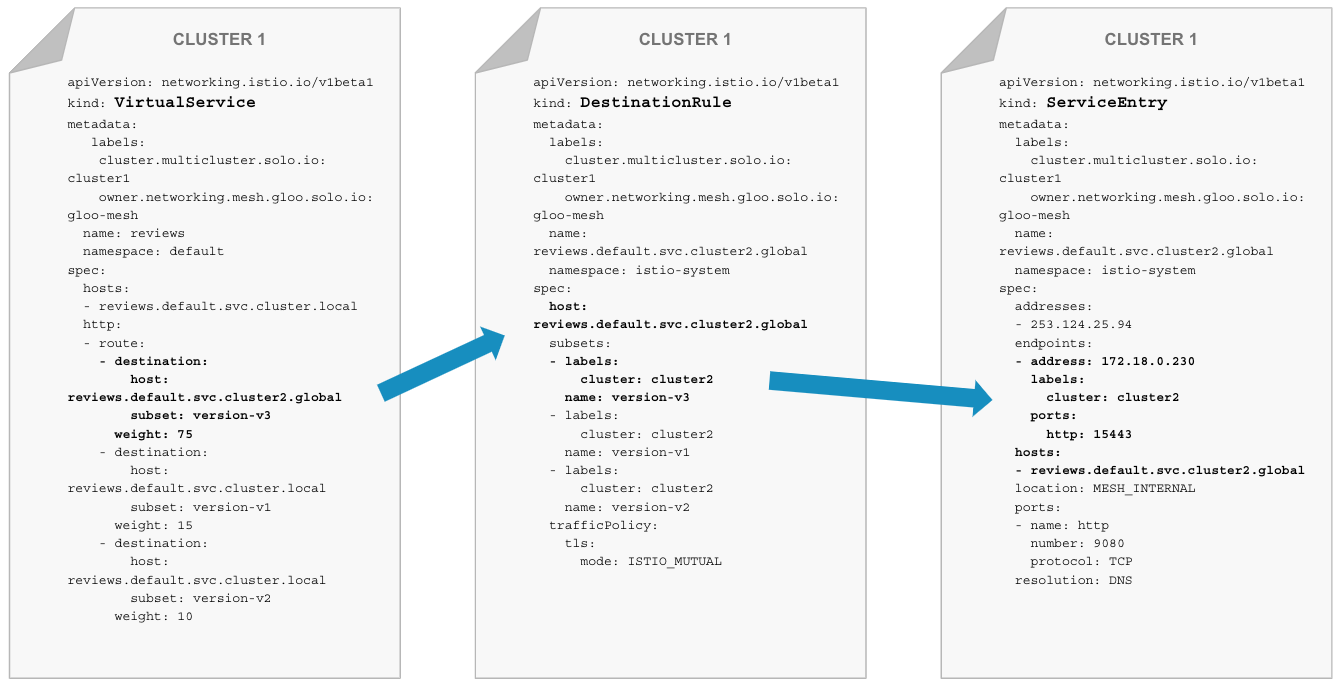 CLUSTER 1
apiVersion: networking.istio.io/v1beta1
kind: VirtualService
metadata:
   labels:
    cluster.multicluster.solo.io:
cluster1
    owner.networking.mesh.gloo.solo.io:
gloo-mesh
  name: reviews
  namespace: default
spec:
  hosts:
  - reviews.default.svc.cluster.local
  http:
  - route:
    - destination:
        host:
reviews.default.svc.cluster2.global
        subset: version-v3
      weight: 75
    - destination:
        host:
reviews.default.svc.cluster.local
        subset: version-v1
      weight: 15
    - destination:
        host:
reviews.default.svc.cluster.local
        subset: version-v2
      weight: 10
CLUSTER 1
apiVersion: networking.istio.io/v1beta1
kind: DestinationRule
metadata:
  labels:
    cluster.multicluster.solo.io:
cluster1
    owner.networking.mesh.gloo.solo.io:
gloo-mesh
  name:
reviews.default.svc.cluster2.global
  namespace: istio-system
spec:
  host:
reviews.default.svc.cluster2.global
  subsets:
  - labels:
      cluster: cluster2
    name: version-v3
  - labels:
      cluster: cluster2
    name: version-v1
  - labels:
      cluster: cluster2
    name: version-v2
  trafficPolicy:
    tls:
      mode: ISTIO_MUTUAL
CLUSTER 1
apiVersion: networking.istio.io/v1beta1
kind: ServiceEntry
metadata:
  labels:
    cluster.multicluster.solo.io:
cluster1
    owner.networking.mesh.gloo.solo.io:
gloo-mesh
  name:
reviews.default.svc.cluster2.global
  namespace: istio-system
spec:
  addresses:
  - 253.124.25.94
  endpoints:
  - address: 172.18.0.230
    labels:
      cluster: cluster2
    ports:
      http: 15443
  hosts:
  - reviews.default.svc.cluster2.global
  location: MESH_INTERNAL
  ports:
  - name: http
    number: 9080
    protocol: TCP
  resolution: DNS